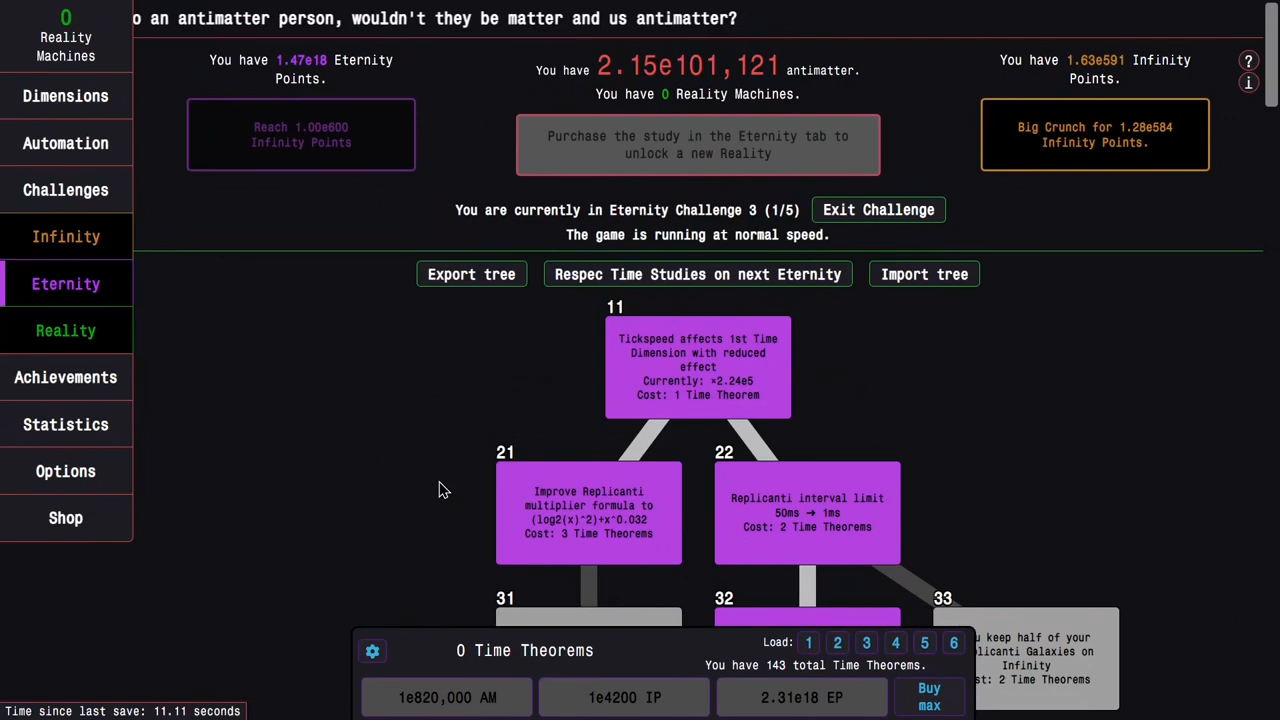 0
Reality
Machines
o an antimatter person, wouldn't they be matter and us antimatter?
You have 1.47e18 Eternity
Points.
Reach 1.00e600
Infinity Points
You have 2.15e101,121 antimatter.
You have 0 Reality Machines.
Purchase the study in the Eternity tab to
unlock a new Reality
You have 1.63e591 Infinity
Points.
Big Crunch for 1.28e584
Infinity Points.
?
i
You are currently in Eternity Challenge 3 (1/5)
Exit Challenge
The game is running at normal speed.
Dimensions
Automation
Challenges
Infinity
Eternity
Reality
Achievements
Statistics
Options
Shop
Export tree
Respec Time Studies on next Eternity
Import tree
11
Tickspeed affects 1st Time
Dimension with reduced
effect
Currently: ×2.24e5
Cost: 1 Time Theorem
21
Improve Replicanti
multiplier formula to
(log2(x)^2)+x^0.032
Cost: 3 Time Theorems
22
Replicanti interval limit
50ms → 1ms
Cost: 2 Time Theorems
31
32
33
keep half of your
plicanti Galaxies on
Infinity
st: 2 Time Theorems
0 Time Theorems
Load: 1 2 3 4 5 6
You have 143 total Time Theorems.
1e820,000 AM
1e4200 IP
2.31e18 EP
Buy
max
Time since last save: 11.11 seconds